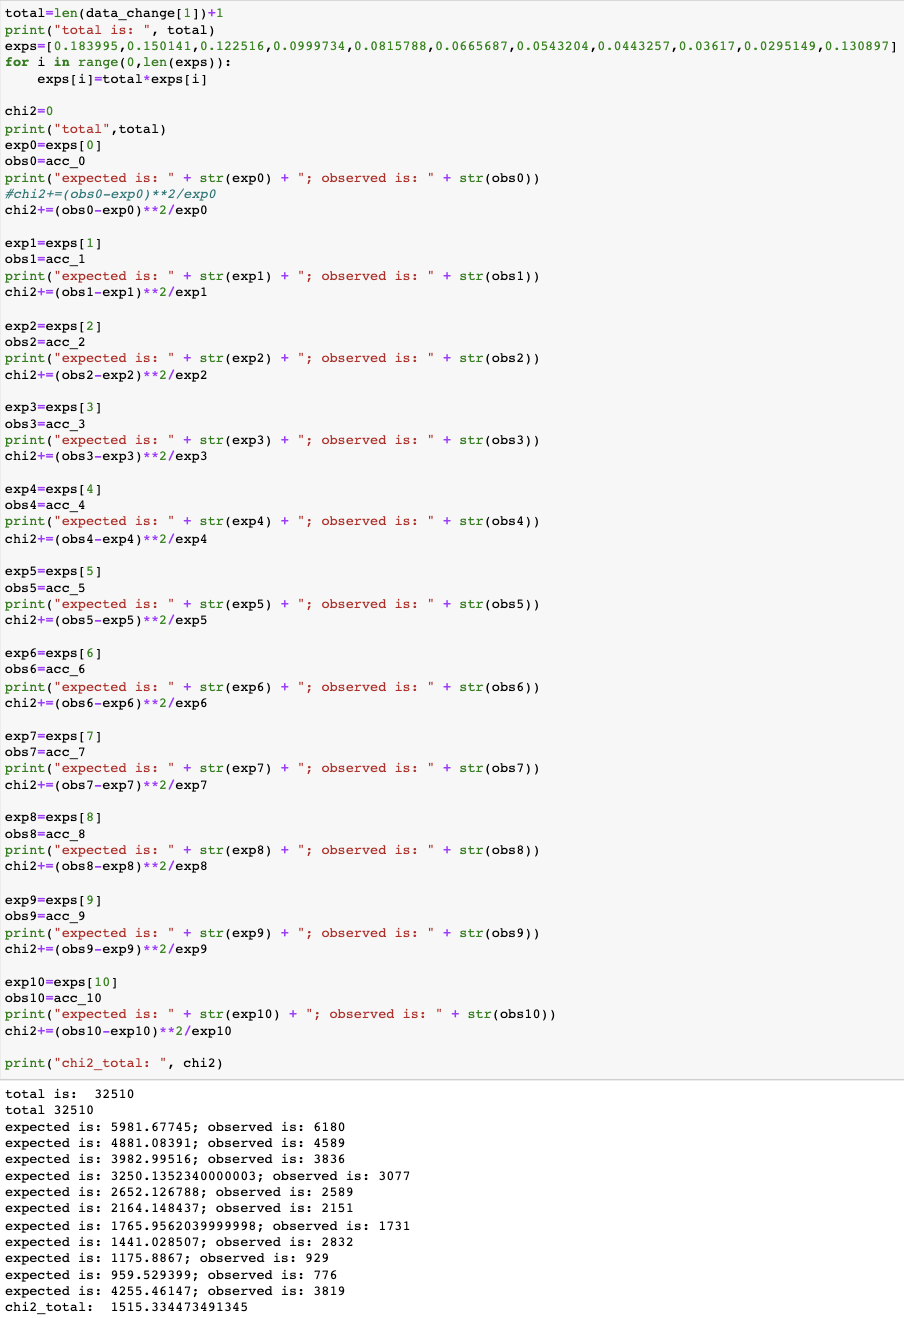 total=len(data_change[1])+1
print("total is: ", total)
exps=[0.183995,0.150141,0.122516,0.0999734,0.0815788,0.0665687,0.0543204,0.0443257,0.03617,0.0295149,0.130897]
for i in range(0,len(exps)):
    exps[i]=total*exps[i]

chi2=0
print("total",total)
exp0=exps[0]
obs0=acc_0
print("expected is: " + str(exp0) + "; observed is: " + str(obs0))
#chi2+=(obs0-exp0)**2/exp0
chi2+=(obs0-exp0)**2/exp0

exp1=exps[1]
obs1=acc_1
print("expected is: " + str(exp1) + "; observed is: " + str(obs1))
chi2+=(obs1-exp1)**2/exp1

exp2=exps[2]
obs2=acc_2
print("expected is: " + str(exp2) + "; observed is: " + str(obs2))
chi2+=(obs2-exp2)**2/exp2

exp3=exps[3]
obs3=acc_3
print("expected is: " + str(exp3) + "; observed is: " + str(obs3))
chi2+=(obs3-exp3)**2/exp3

exp4=exps[4]
obs4=acc_4
print("expected is: " + str(exp4) + "; observed is: " + str(obs4))
chi2+=(obs4-exp4)**2/exp4

exp5=exps[5]
obs5=acc_5
print("expected is: " + str(exp5) + "; observed is: " + str(obs5))
chi2+=(obs5-exp5)**2/exp5

exp6=exps[6]
obs6=acc_6
print("expected is: " + str(exp6) + "; observed is: " + str(obs6))
chi2+=(obs6-exp6)**2/exp6

exp7=exps[7]
obs7=acc_7
print("expected is: " + str(exp7) + "; observed is: " + str(obs7))
chi2+=(obs7-exp7)**2/exp7

exp8=exps[8]
obs8=acc_8
print("expected is: " + str(exp8) + "; observed is: " + str(obs8))
chi2+=(obs8-exp8)**2/exp8

exp9=exps[9]
obs9=acc_9
print("expected is: " + str(exp9) + "; observed is: " + str(obs9))
chi2+=(obs9-exp9)**2/exp9

exp10=exps[10]
obs10=acc_10
print("expected is: " + str(exp10) + "; observed is: " + str(obs10))
chi2+=(obs10-exp10)**2/exp10

print("chi2_total: ", chi2)
total is:  32510
total 32510
expected is: 5981.67745; observed is: 6180
expected is: 4881.08391; observed is: 4589
expected is: 3982.99516; observed is: 3836
expected is: 3250.1352340000003; observed is: 3077
expected is: 2652.126788; observed is: 2589
expected is: 2164.148437; observed is: 2151
expected is: 1765.9562039999998; observed is: 1731
expected is: 1441.028507; observed is: 2832
expected is: 1175.8867; observed is: 929
expected is: 959.529399; observed is: 776
expected is: 4255.46147; observed is: 3819
chi2_total:  1515.334473491345